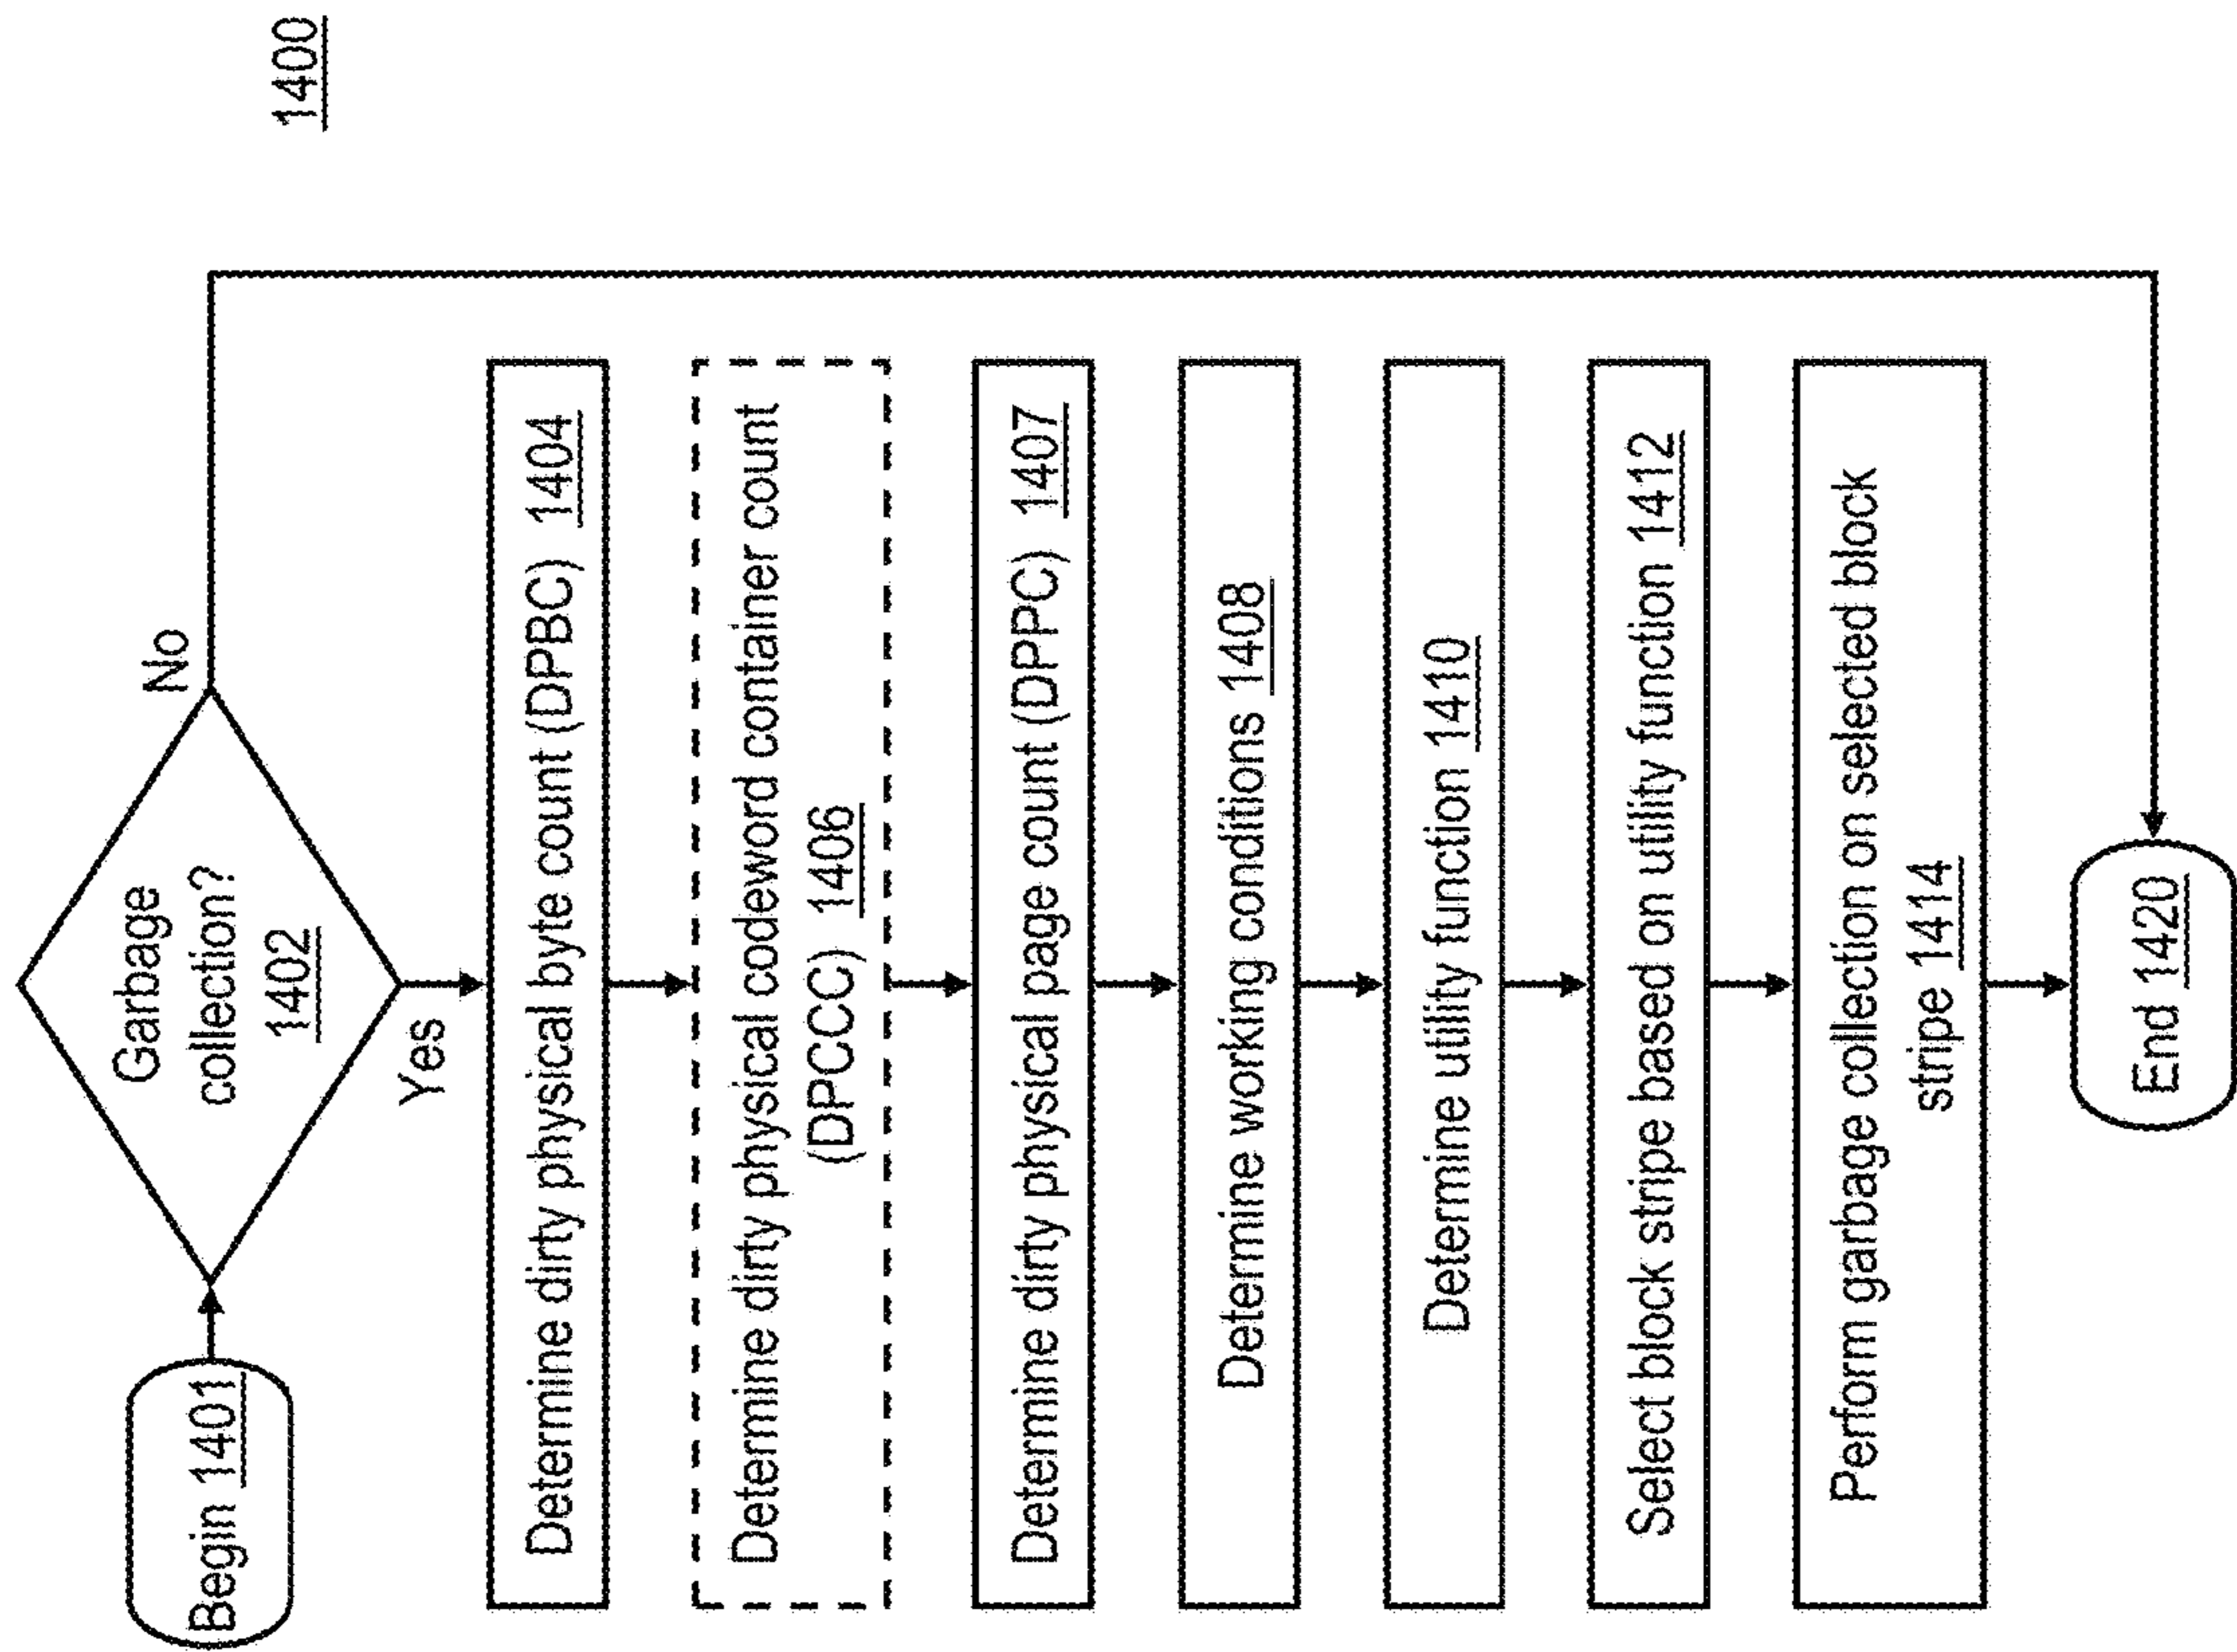 1400
Begin 1401
Garbage
collection?
1402
No
Yes
Determine dirty physical byte count (DPBC) 1404
Determine dirty physical codeword container count
(DPCC) 1406
Determine dirty physical page count (DPPC) 1407
Determine working conditions 1408
Determine utility function 1410
Select block stripe based on utility function 1412
Perform garbage collection on selected block
stripe 1414
End 1420